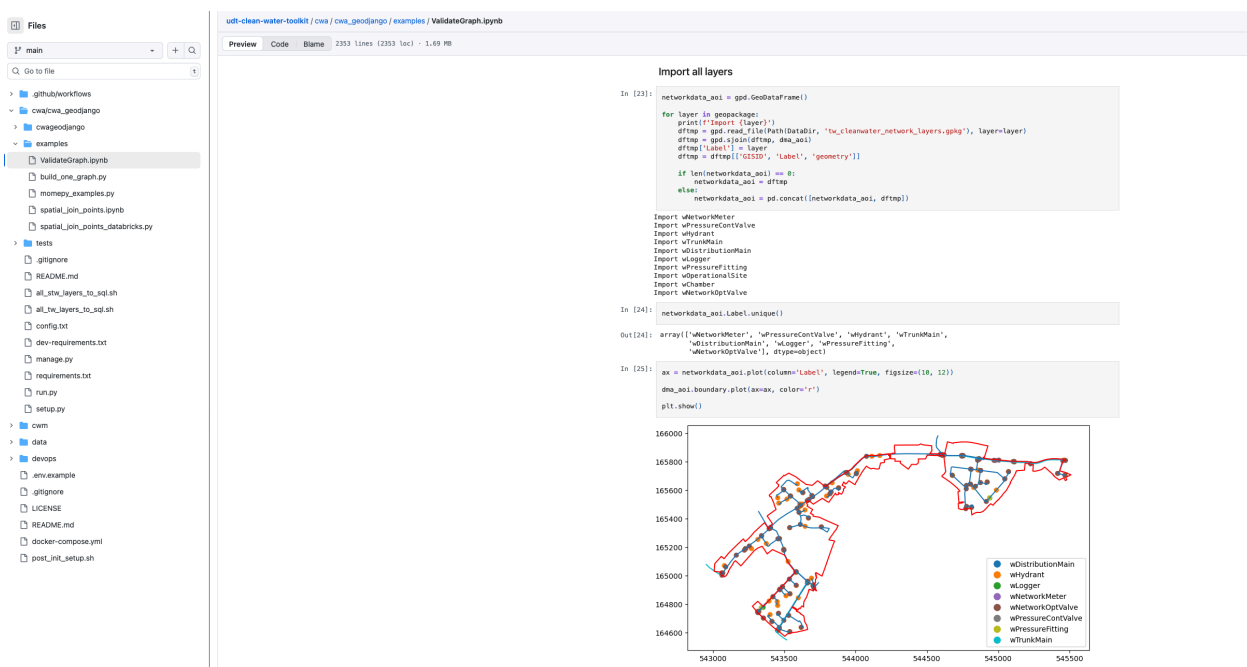 Files
main
Go to file
t
.github/workflows
cwa/cwa_geodjango
cwageodjango
examples
ValidateGraph.ipynb
build_one_graph.py
momepy_examples.py
spatial_join_points.ipynb
spatial_join_points_databricks.py
tests
.gitignore
README.md
all_stw_layers_to_sql.sh
all_tw_layers_to_sql.sh
config.txt
dev-requirements.txt
manage.py
requirements.txt
run.py
setup.py
cwm
data
devops
.env.example
.gitignore
LICENSE
README.md
docker-compose.yml
post_init_setup.sh
udt-clean-water-toolkit / cwa / cwa_geodjango / examples / ValidateGraph.ipynb
Preview Code Blame 2353 lines (2353 loc) · 1.69 MB
Import all layers
In [23]:
networkdata_aoi = gpd.GeoDataFrame()
for layer in geopackage:
    print(f'Import {layer}')
    dftmp = gpd.read_file(Path(DataDir, 'tw_cleanwater_network_layers.gpkg'), layer=layer)
    dftmp = gpd.sjoin(dftmp, dma_aoi)
    dftmp['Label'] = layer
    dftmp = dftmp[['GISID', 'Label', 'geometry']]
    if len(networkdata_aoi) == 0:
        networkdata_aoi = dftmp
    else:
        networkdata_aoi = pd.concat([networkdata_aoi, dftmp])
Import wNetworkMeter
Import wPressureContValve
Import wHydrant
Import wTrunkMain
Import wDistributionMain
Import wLogger
Import wPressureFitting
Import wOperationalSite
Import wChamber
Import wNetworkOptValve
In [24]:
networkdata_aoi.Label.unique()
Out[24]:
array(['wNetworkMeter', 'wPressureContValve', 'wHydrant', 'wTrunkMain',
       'wDistributionMain', 'wLogger', 'wPressureFitting',
       'wNetworkOptValve'], dtype=object)
In [25]:
ax = networkdata_aoi.plot(column='Label', legend=True, figsize=(10, 12))
dma_aoi.boundary.plot(ax=ax, color='r')
plt.show()
166000
165800
165600
165400
165200
165000
164800
164600
wDistributionMain
wHydrant
wLogger
wNetworkMeter
wNetworkOptValve
wPressureContValve
wPressureFitting
wTrunkMain
543000 543500 544000 544500 545000 545500